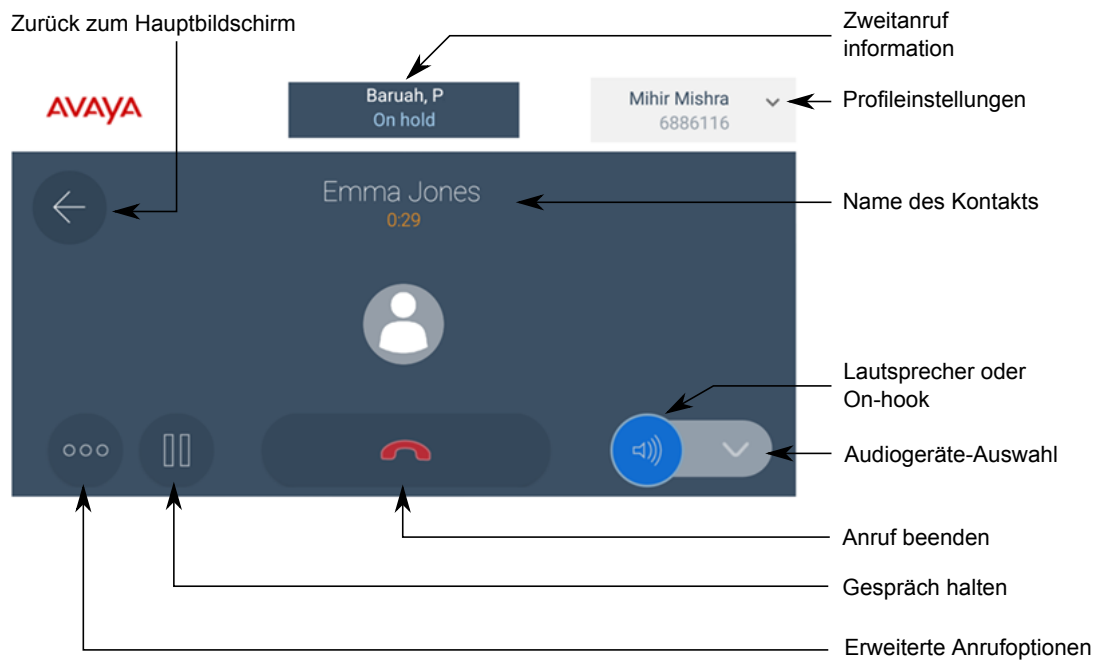 Zurück zum Hauptbildschirm
Zweitanruf
information
AVAYA
Baruah, P
On hold
Mihir Mishra
6886116
Profileinstellungen
Emma Jones
0:29
Name des Kontakts
Lautsprecher oder
On-hook
Audiogeräte-Auswahl
Anruf beenden
Gespräch halten
Erweiterte Anrufoptionen